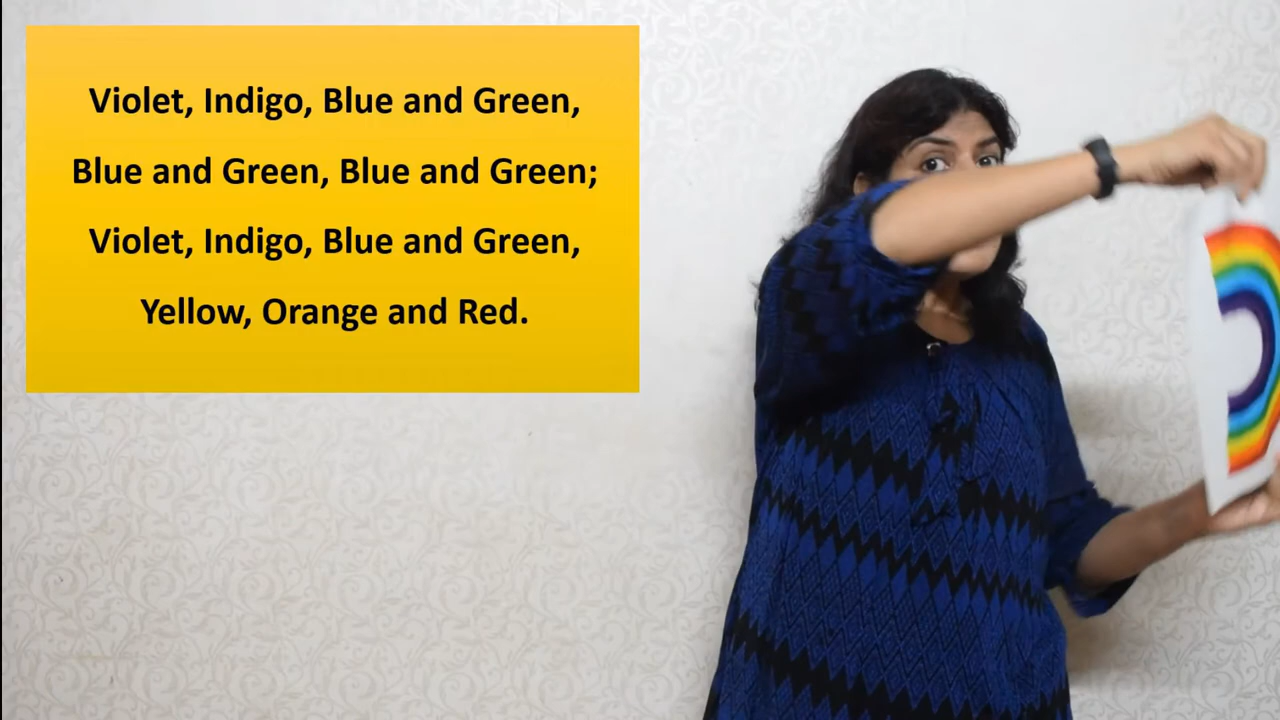 Violet, Indigo, Blue and Green,
Blue and Green, Blue and Green;
Violet, Indigo, Blue and Green,
Yellow, Orange and Red.